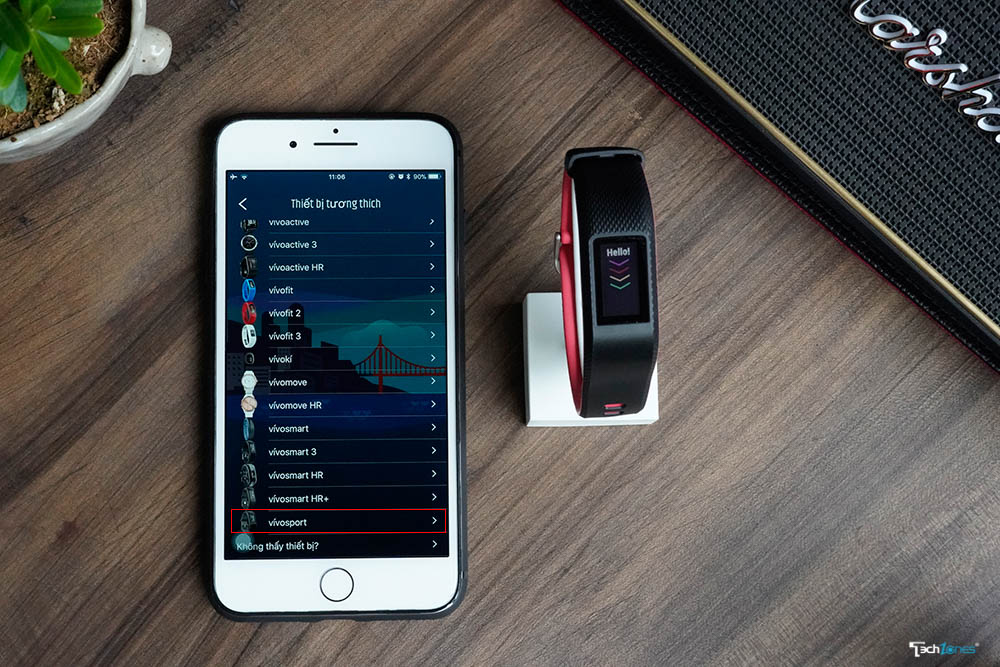 11:06
90%
Thiết bị tương thích
vívoactive
vívoactive 3
vívoactive HR
vívofit
vívofit 2
vívofit 3
vívokí
vívomove
vívomove HR
vívosmart
vívosmart 3
vívosmart HR
vívosmart HR+
vívosport
Không thấy thiết bị?
Hello!
TechZones